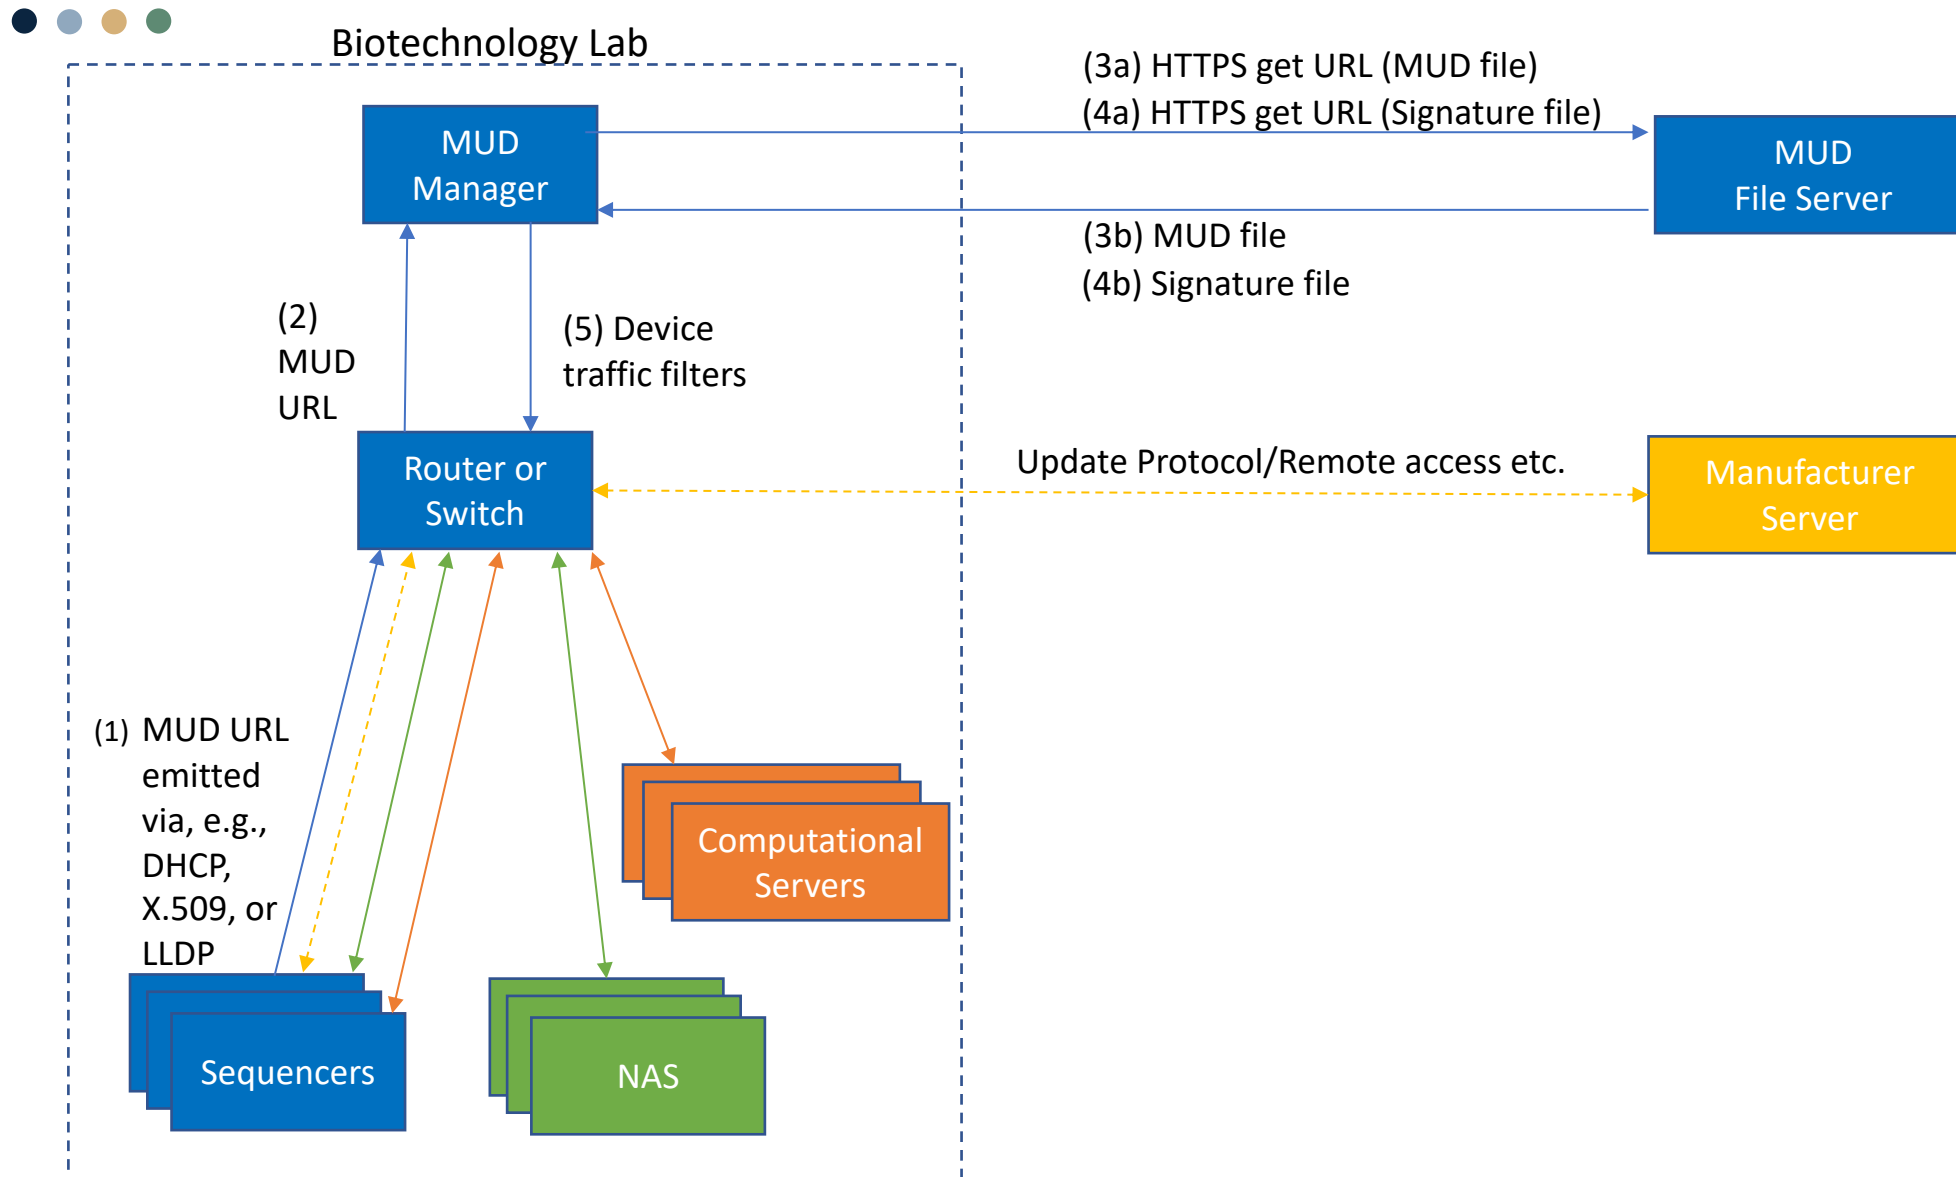 Biotechnology Lab
(3a) HTTPS get URL (MUD file)
(4a) HTTPS get URL (Signature file)
MUD
Manager
MUD
File Server
(3b) MUD file
(4b) Signature file
(2)
MUD
URL
(5) Device
traffic filters
Router or
Switch
Update Protocol/Remote access etc.
Manufacturer
Server
(1) MUD URL
emitted
via, e.g.,
DHCP,
X.509, or
LLDP
Computational
Servers
Sequencers
NAS